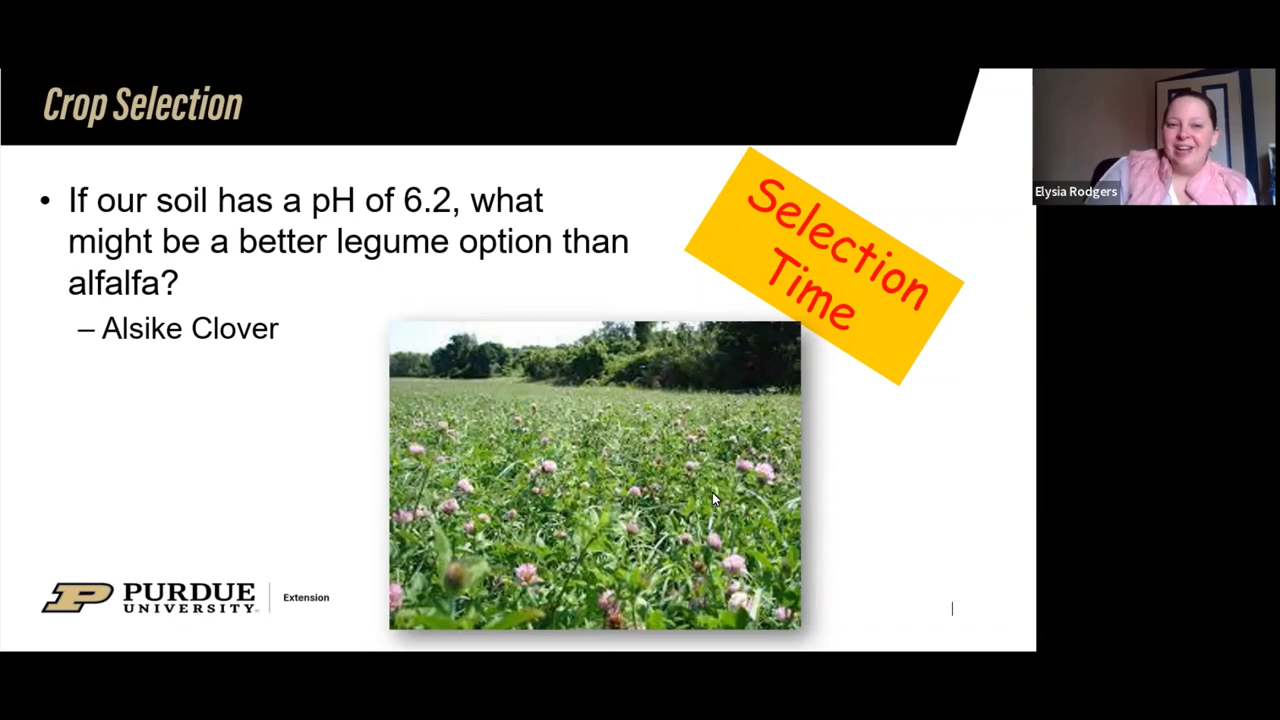 Crop Selection
• If our soil has a pH of 6.2, what
might be a better legume option than
alfalfa?
– Alsike Clover
Selection
Time
Elysia Rodgers
PURDUE
UNIVERSITY
Extension